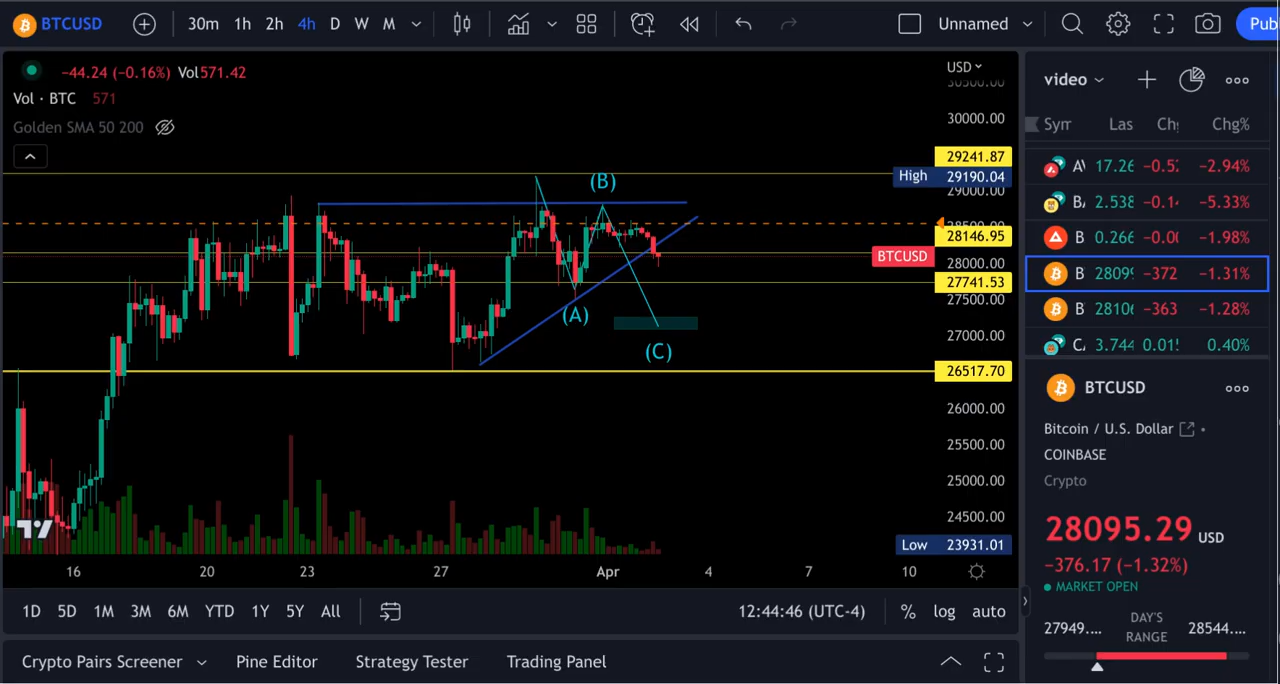 BTCUSD 30m 1h 2h 4h D W M Unnamed Pub
−44.24 (−0.16%) Vol571.42
Vol · BTC 571
Golden SMA 50 200
USD
30500.00
30000.00
29241.87
High 29190.04
29000.00
28500.00
28146.95
BTCUSD
28000.00
27741.53
27500.00
27000.00
26517.70
26000.00
25500.00
25000.00
24500.00
Low 23931.01
(B)
(A)
(C)
16 20 23 27 Apr 4 7 10
1D 5D 1M 3M 6M YTD 1Y 5Y All 12:44:46 (UTC-4) % log auto
Crypto Pairs Screener Pine Editor Strategy Tester Trading Panel
video
Sym Las Chg Chg%
A 17.26 −0.5 −2.94%
B 2.538 −0.1 −5.33%
B 0.266 −0.0 −1.98%
B 28099 −372 −1.31%
B 28106 −363 −1.28%
C 3.744 0.01 0.40%
BTCUSD
Bitcoin / U.S. Dollar
COINBASE
Crypto
28095.29 USD
−376.17 (−1.32%)
MARKET OPEN
27949.... DAY'S RANGE 28544....